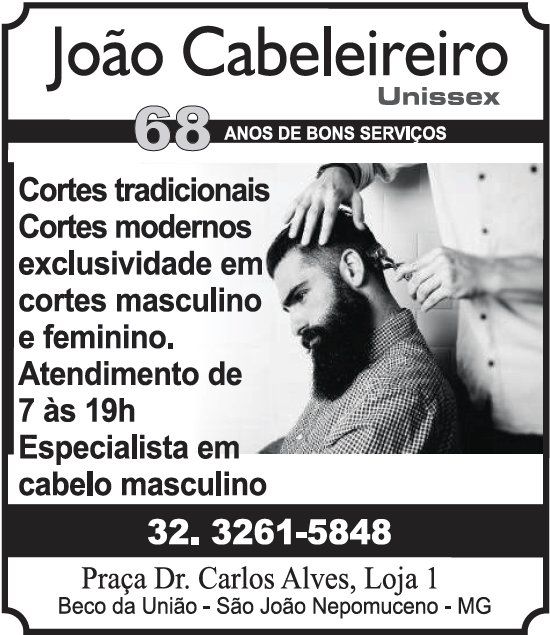 João Cabeleireiro
Unissex
68 ANOS DE BONS SERVIÇOS
Cortes tradicionais
Cortes modernos
exclusividade em
cortes masculino
e feminino.
Atendimento de
7 às 19h
Especialista em
cabelo masculino
32. 3261-5848
Praça Dr. Carlos Alves, Loja 1
Beco da União - São João Nepomuceno - MG